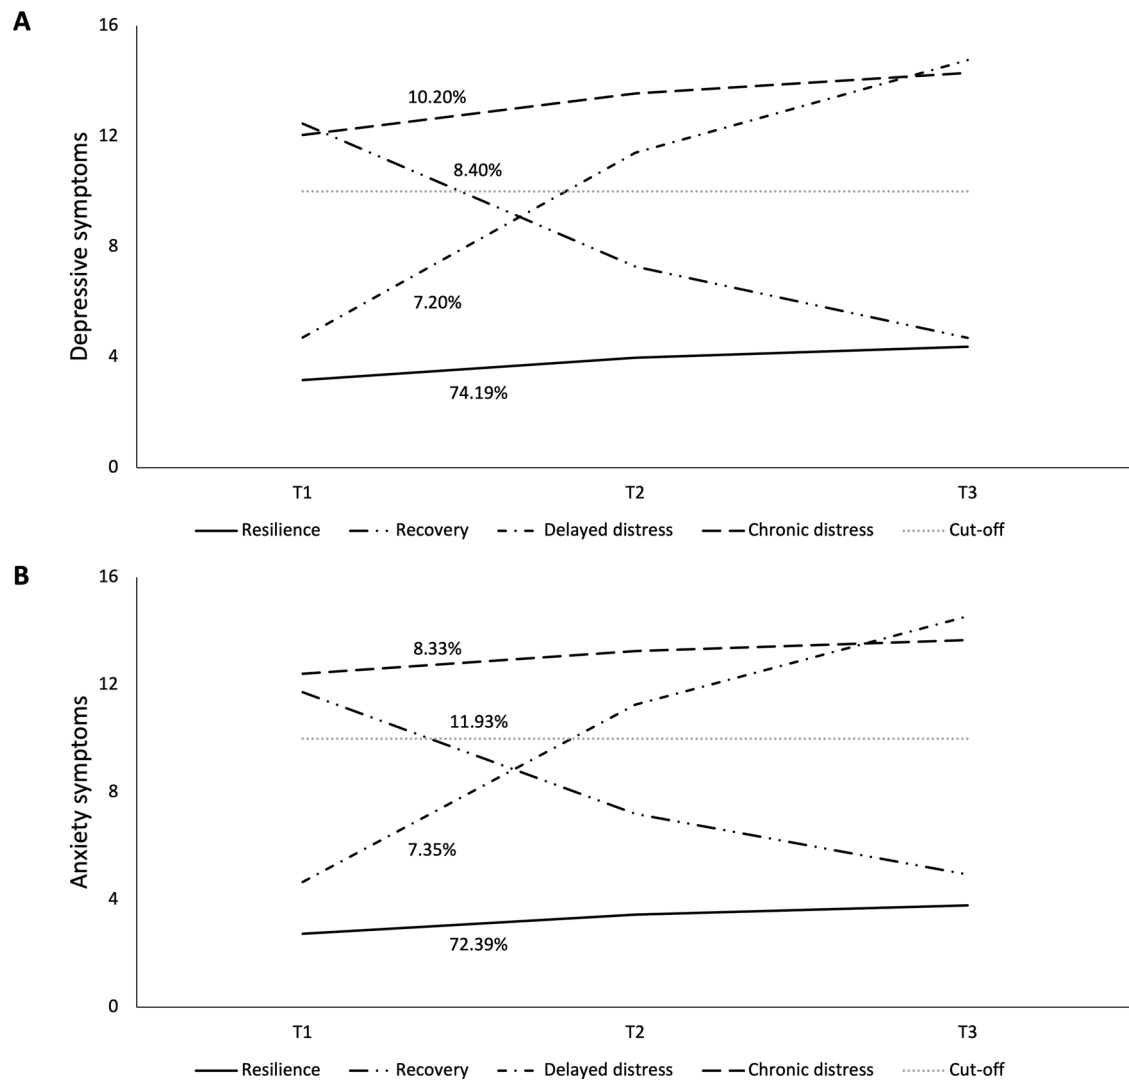 A
16
12
8
4
0
Depressive symptoms
10.20%
8.40%
7.20%
74.19%
T1 T2 T3
Resilience Recovery Delayed distress Chronic distress Cut-off
B
16
12
8
4
0
Anxiety symptoms
8.33%
11.93%
7.35%
72.39%
T1 T2 T3
Resilience Recovery Delayed distress Chronic distress Cut-off